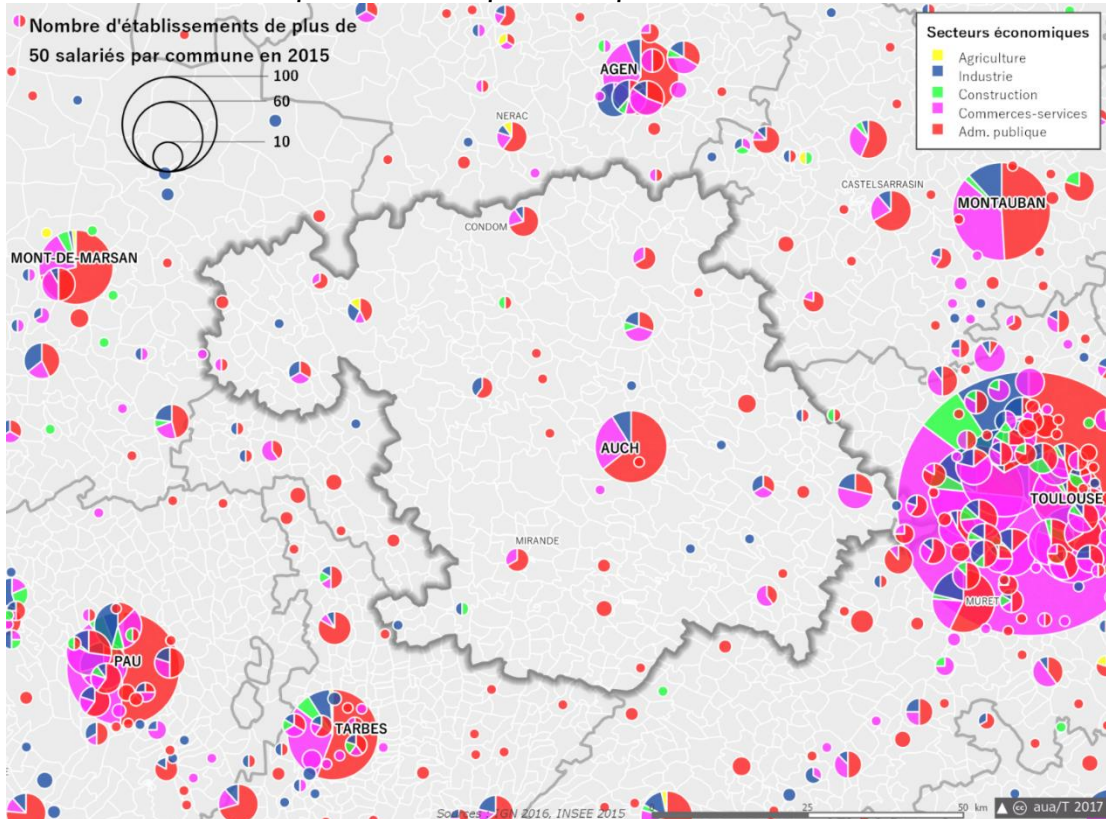 Nombre d'établissements de plus de
50 salariés par commune en 2015
100
60
10
Secteurs économiques
Agriculture
Industrie
Construction
Commerces-services
Adm. publique
AGEN
NERAC
CASTELSARRASIN
MONTAUBAN
CONDOM
MONT-DE-MARSAN
AUCH
TOULOUSE
MIRANDE
MURET
PAU
TARBES
Sources : IGN 2016, INSEE 2015
25
50 km
cc aua/T 2017